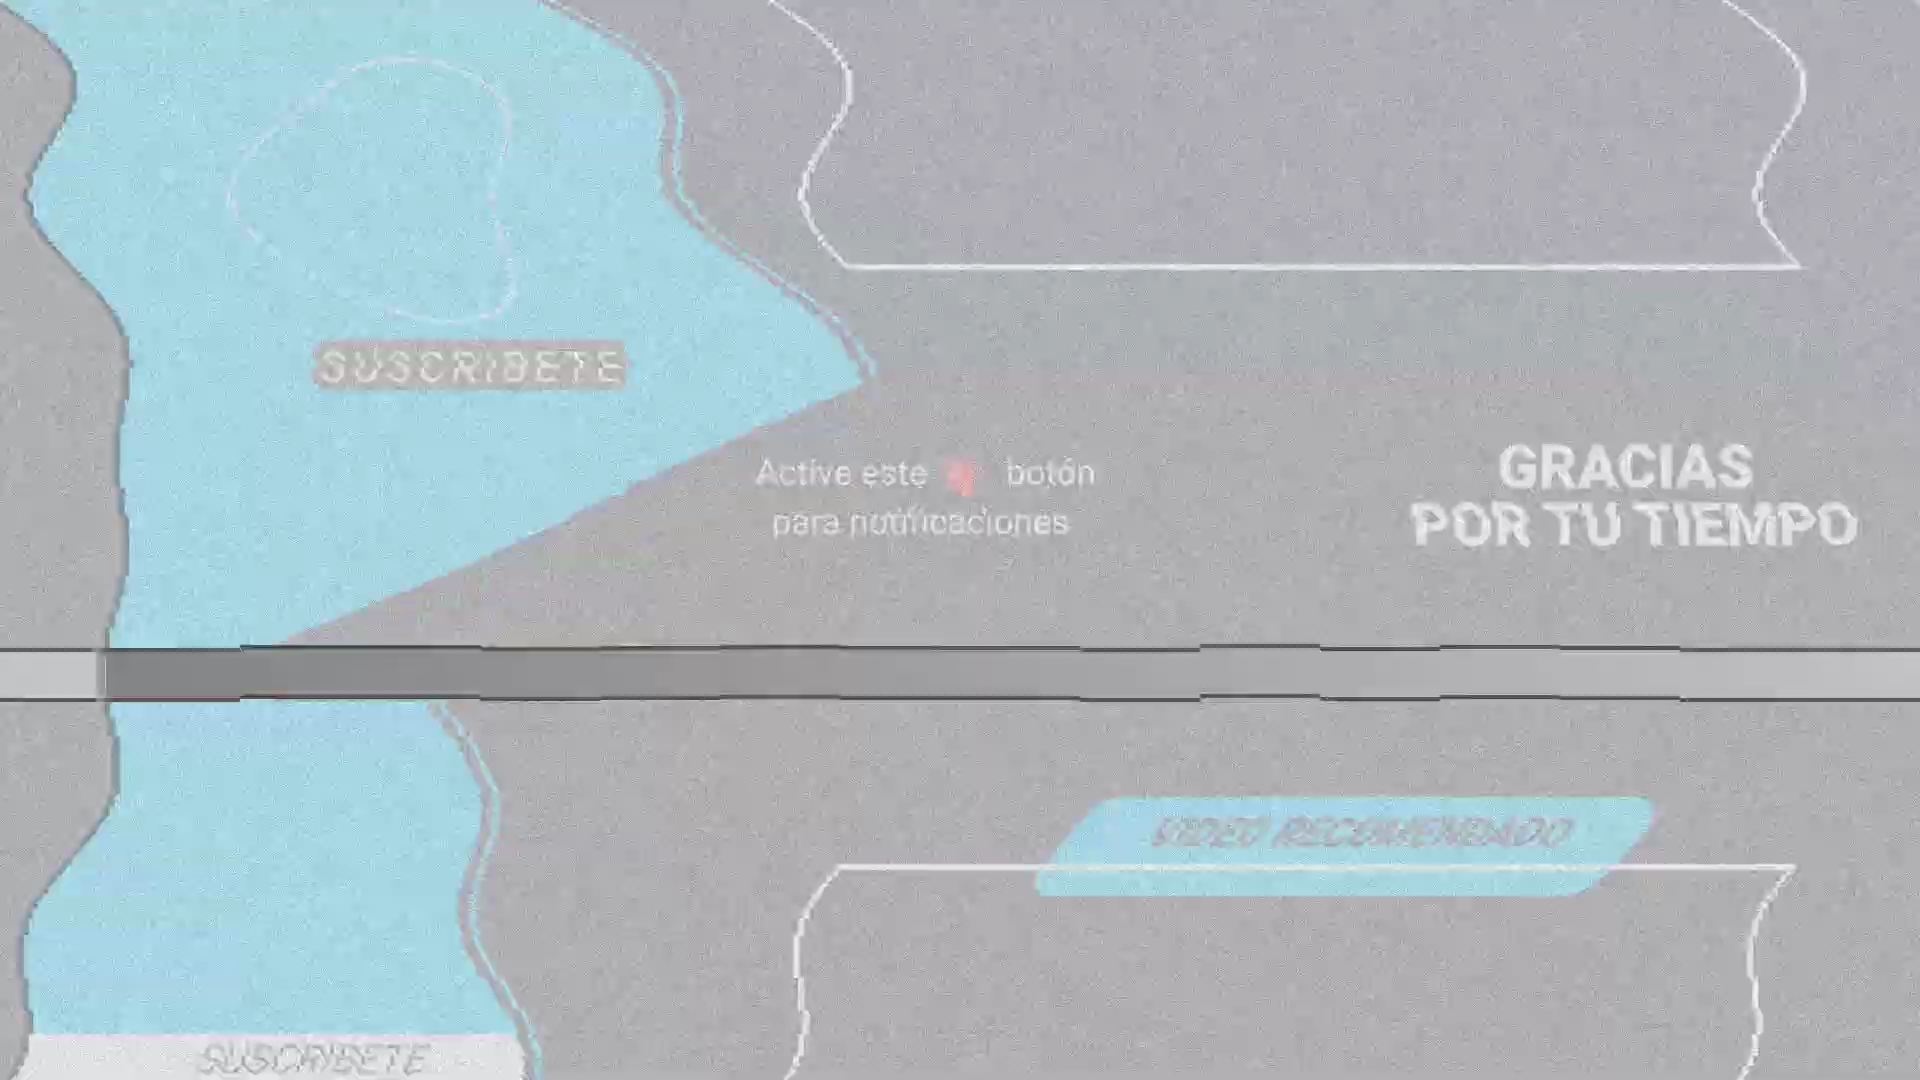 SUSCRIBETE
Active este botón
para notificaciones
GRACIAS
POR TU TIEMPO
VIDEO RECOMENDADO
SUSCRIBETE